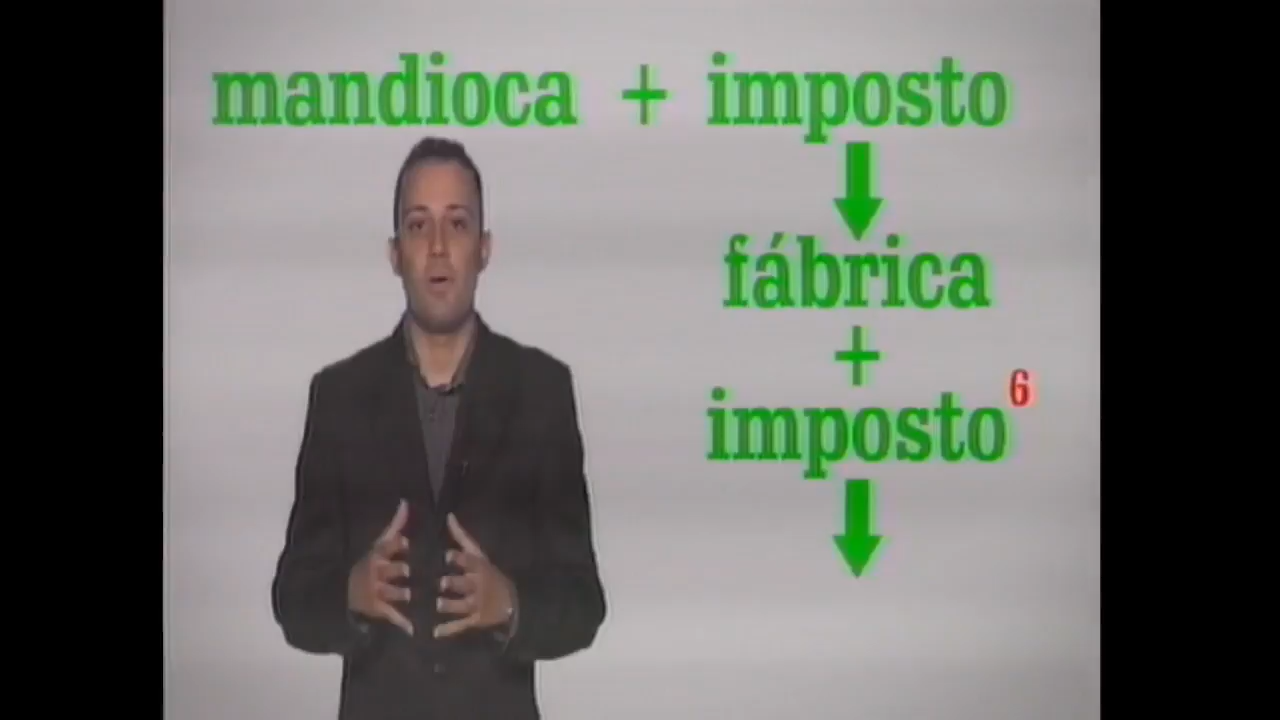 mandioca + imposto
fábrica
+
imposto⁶